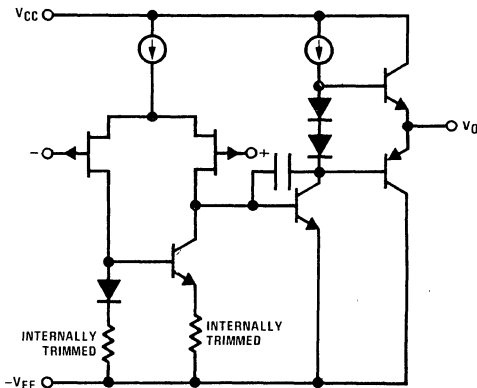 VCC
-
+
VO
INTERNALLY
TRIMMED
INTERNALLY
TRIMMED
-VEE